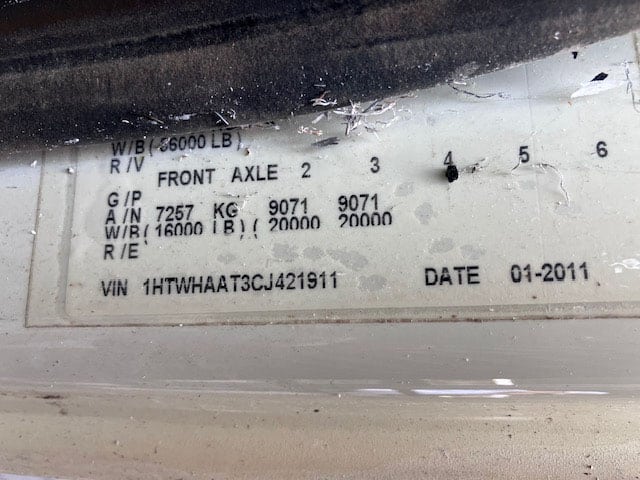 W/B( 56000 LB)
R/V
FRONT AXLE 2 3 4 5 6
G/P
A/N 7257 KG 9071 9071
W/B( 16000 LB)( 20000 20000
R/E
VIN 1HTWHAAT3CJ421911 DATE 01-2011